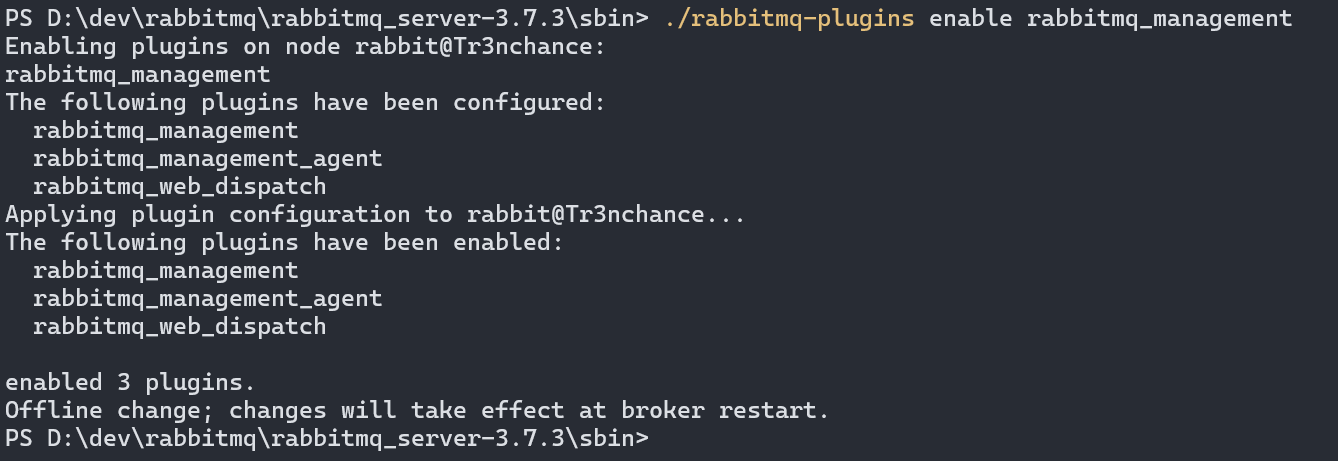 PS D:\dev\rabbitmq\rabbitmq_server-3.7.3\sbin> ./rabbitmq-plugins enable rabbitmq_management
Enabling plugins on node rabbit@Tr3nchance:
rabbitmq_management
The following plugins have been configured:
  rabbitmq_management
  rabbitmq_management_agent
  rabbitmq_web_dispatch
Applying plugin configuration to rabbit@Tr3nchance...
The following plugins have been enabled:
  rabbitmq_management
  rabbitmq_management_agent
  rabbitmq_web_dispatch

enabled 3 plugins.
Offline change; changes will take effect at broker restart.
PS D:\dev\rabbitmq\rabbitmq_server-3.7.3\sbin>